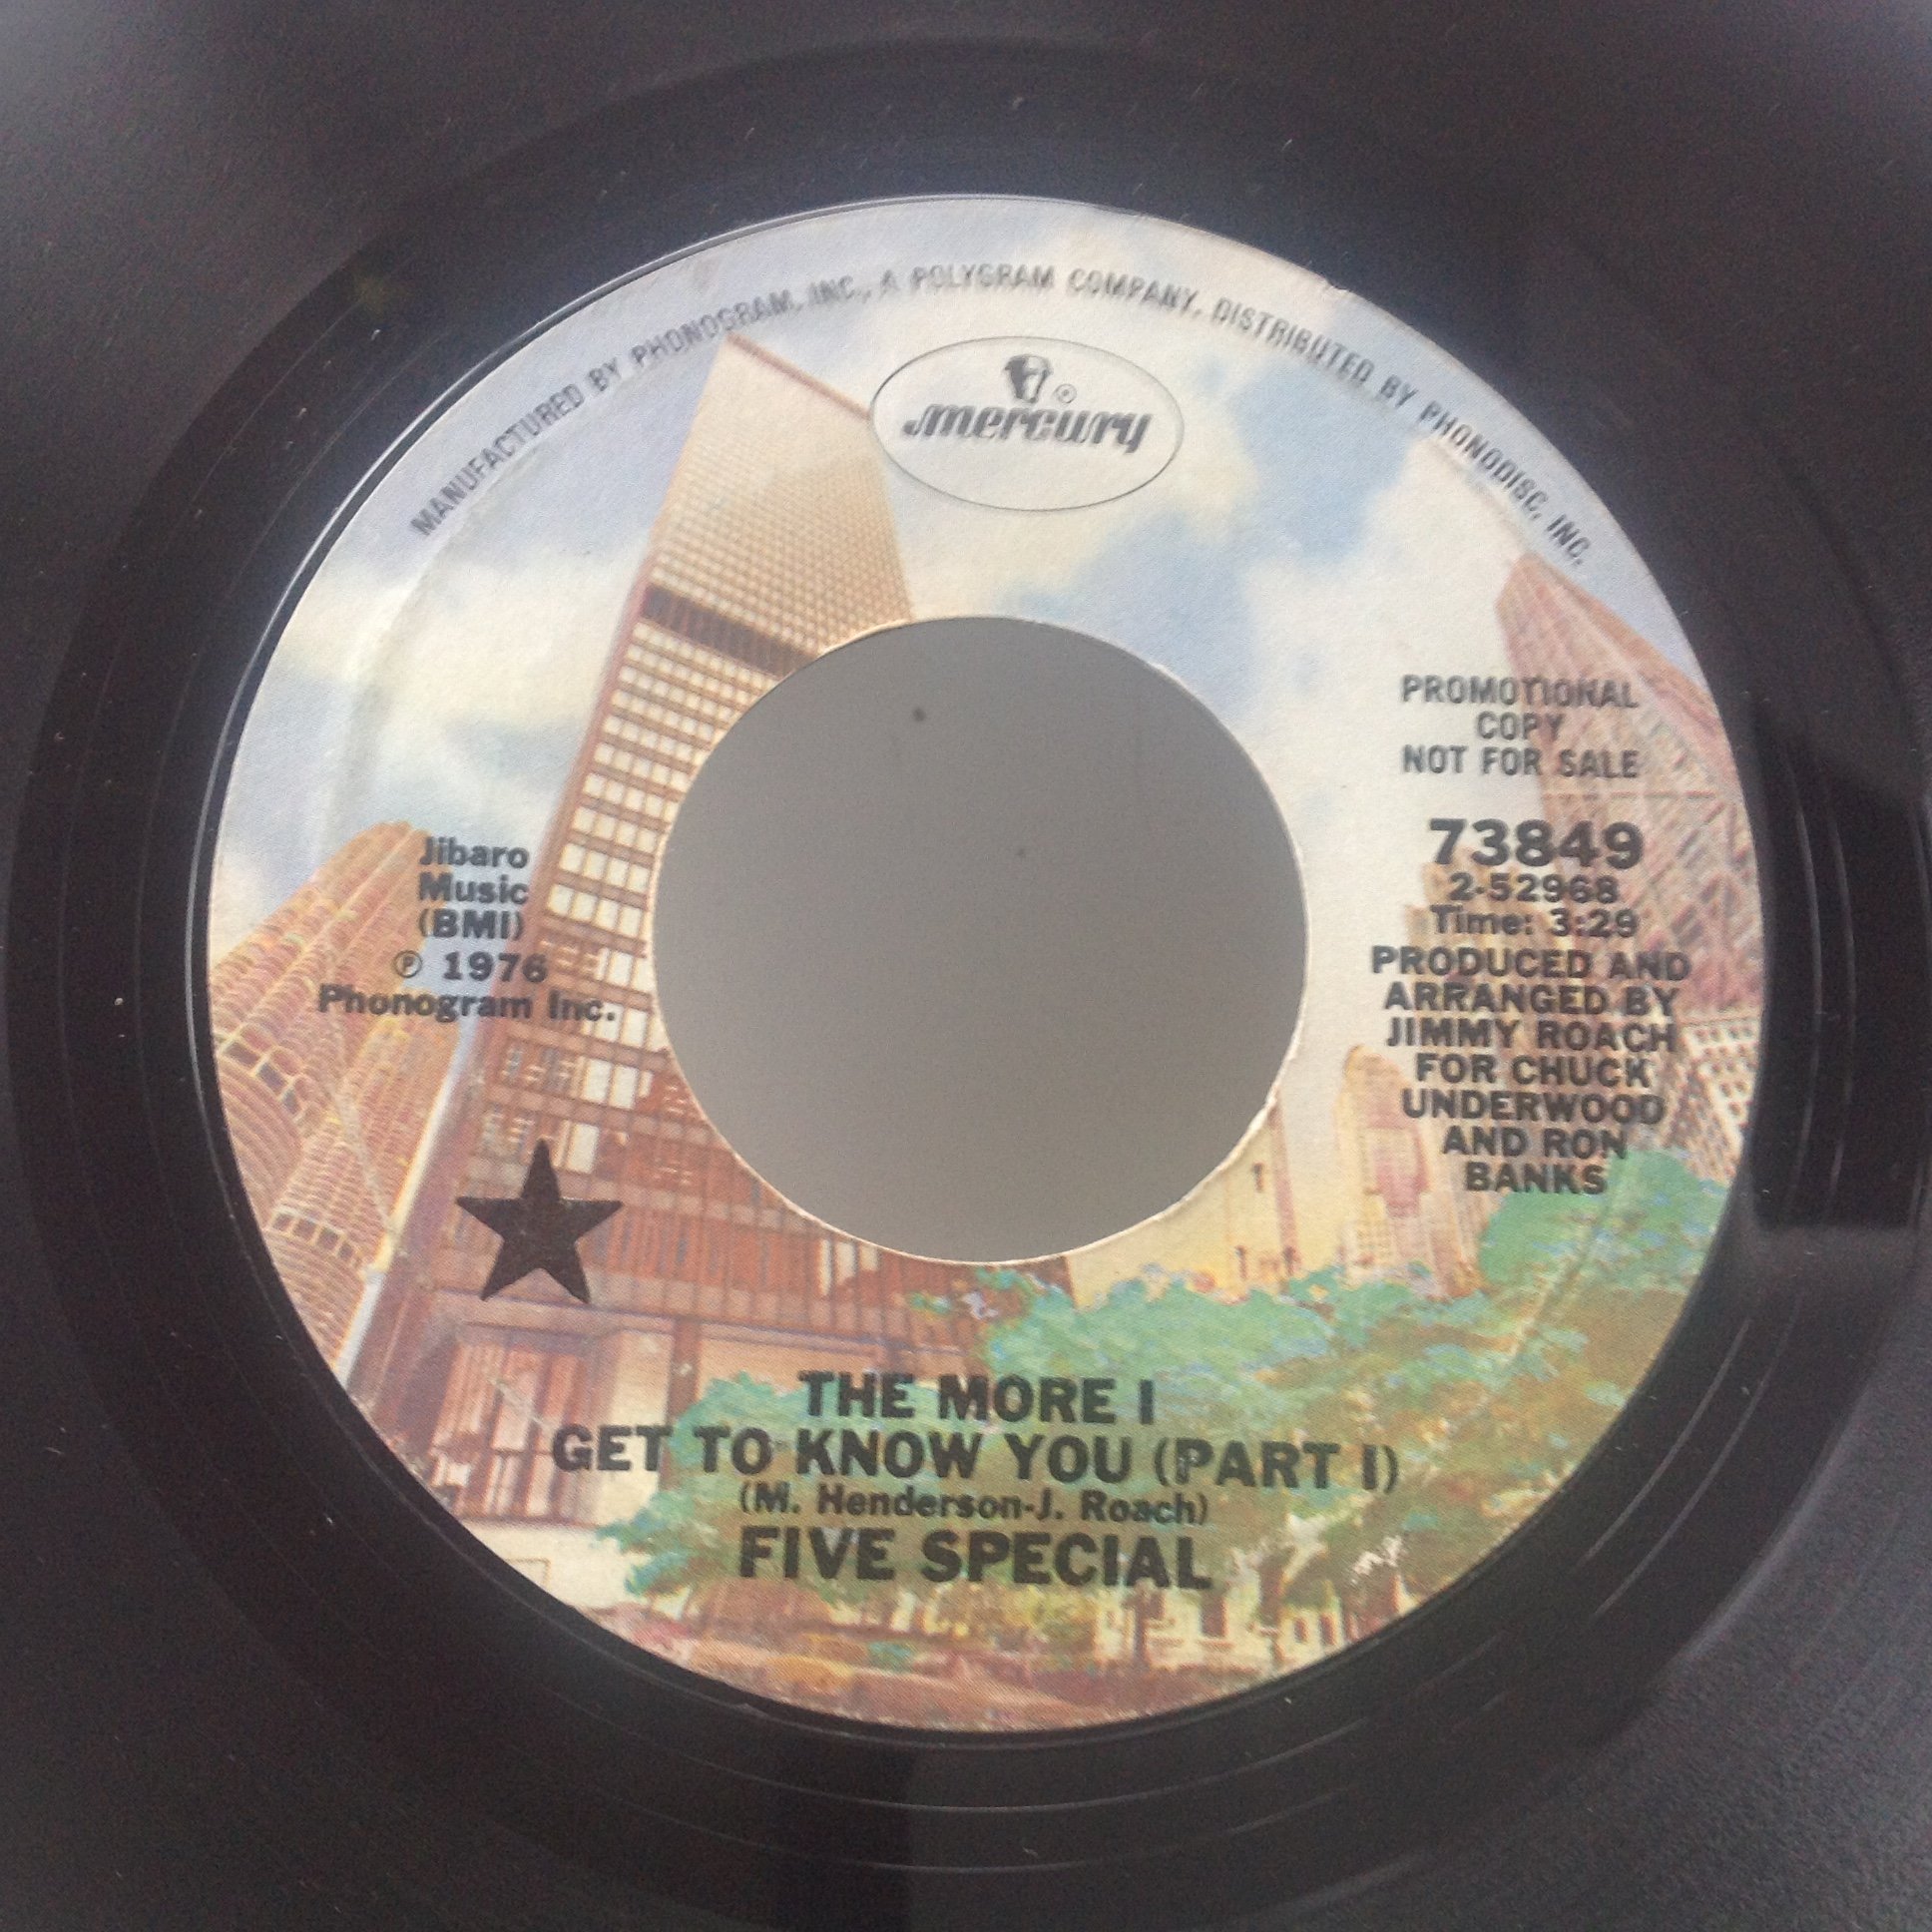 MANUFACTURED BY PHONOGRAM, INC., A POLYGRAM COMPANY, DISTRIBUTED BY PHONODISC, INC.
mercury ®
PROMOTIONAL
COPY
NOT FOR SALE
Jibaro
Music
(BMI)
℗ 1976
Phonogram Inc.
73849
2-52968
Time: 3:29
PRODUCED AND
ARRANGED BY
JIMMY ROACH
FOR CHUCK
UNDERWOOD
AND RON
BANKS
THE MORE I
GET TO KNOW YOU (PART I)
(M. Henderson-J. Roach)
FIVE SPECIAL